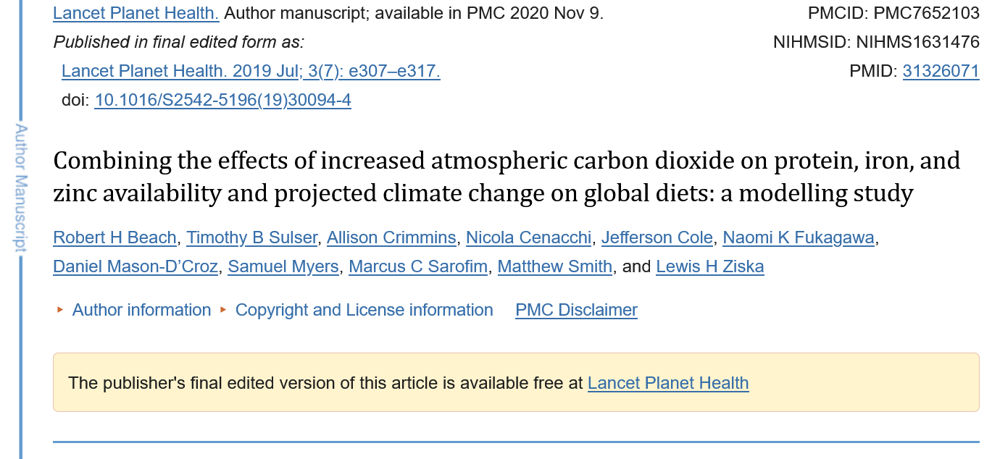 Lancet Planet Health. Author manuscript; available in PMC 2020 Nov 9.
Published in final edited form as:
Lancet Planet Health. 2019 Jul; 3(7): e307–e317.
doi: 10.1016/S2542-5196(19)30094-4
PMCID: PMC7652103
NIHMSID: NIHMS1631476
PMID: 31326071
Author Manuscript
Combining the effects of increased atmospheric carbon dioxide on protein, iron, and
zinc availability and projected climate change on global diets: a modelling study
Robert H Beach, Timothy B Sulser, Allison Crimmins, Nicola Cenacchi, Jefferson Cole, Naomi K Fukagawa,
Daniel Mason-D’Croz, Samuel Myers, Marcus C Sarofim, Matthew Smith, and Lewis H Ziska
▸ Author information ▸ Copyright and License information PMC Disclaimer
The publisher's final edited version of this article is available free at Lancet Planet Health